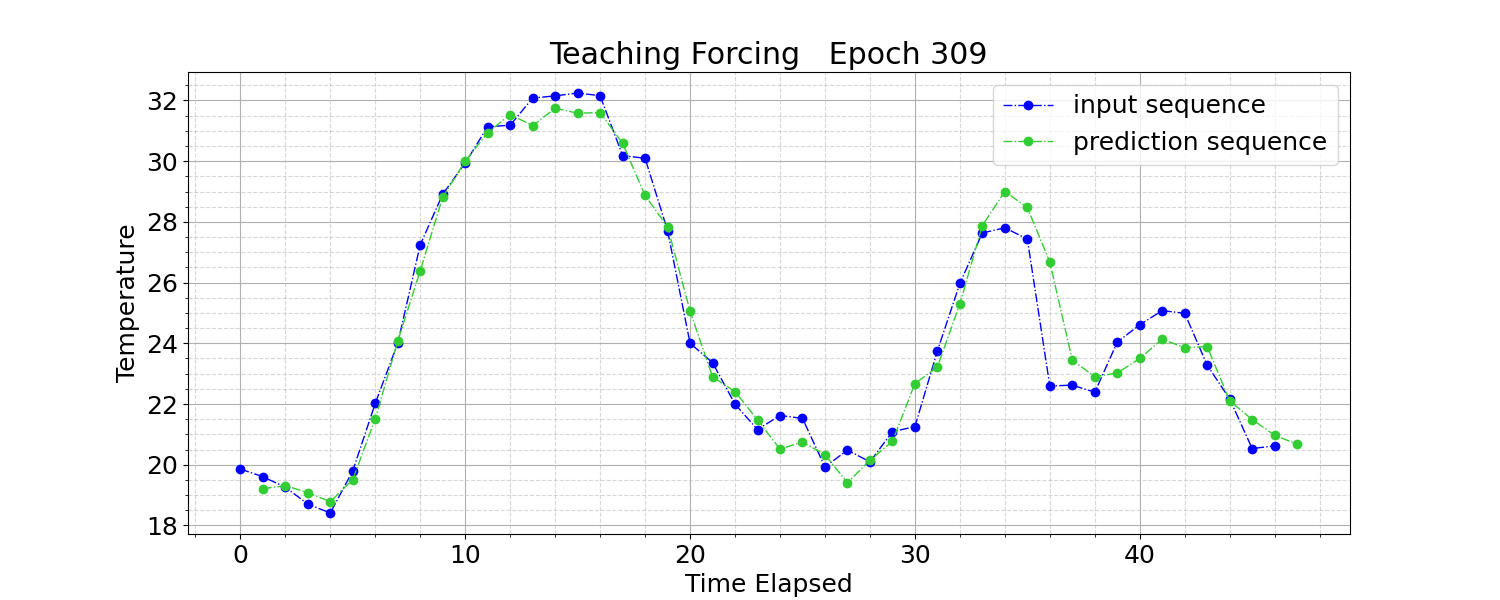 Teaching Forcing   Epoch 309
input sequence
prediction sequence
32
30
28
26
24
22
20
18
Temperature
0 10 20 30 40
Time Elapsed